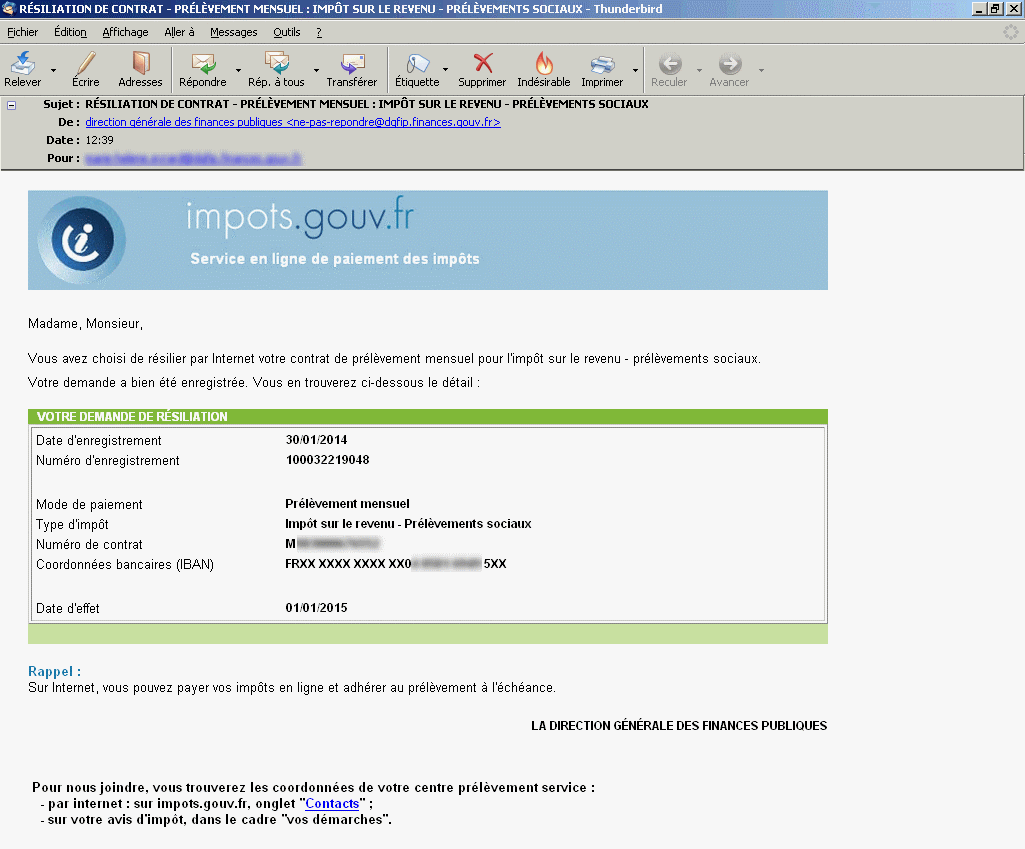 RÉSILIATION DE CONTRAT - PRÉLÈVEMENT MENSUEL : IMPÔT SUR LE REVENU - PRÉLÈVEMENTS SOCIAUX - Thunderbird
Fichier Édition Affichage Aller à Messages Outils ?
Relever Écrire Adresses Répondre Rép. à tous Transférer Étiquette Supprimer Indésirable Imprimer Reculer Avancer
Sujet : RÉSILIATION DE CONTRAT - PRÉLÈVEMENT MENSUEL : IMPÔT SUR LE REVENU - PRÉLÈVEMENTS SOCIAUX
De : direction générale des finances publiques <ne-pas-repondre@dgfip.finances.gouv.fr>
Date : 12:39
Pour :
impots.gouv.fr
Service en ligne de paiement des impôts
Madame, Monsieur,
Vous avez choisi de résilier par Internet votre contrat de prélèvement mensuel pour l'impôt sur le revenu - prélèvements sociaux.
Votre demande a bien été enregistrée. Vous en trouverez ci-dessous le détail :
VOTRE DEMANDE DE RÉSILIATION
Date d'enregistrement 30/01/2014
Numéro d'enregistrement 100032219048
Mode de paiement Prélèvement mensuel
Type d'impôt Impôt sur le revenu - Prélèvements sociaux
Numéro de contrat M
Coordonnées bancaires (IBAN) FRXX XXXX XXXX XX0 5XX
Date d'effet 01/01/2015
Rappel :
Sur Internet, vous pouvez payer vos impôts en ligne et adhérer au prélèvement à l'échéance.
LA DIRECTION GÉNÉRALE DES FINANCES PUBLIQUES
Pour nous joindre, vous trouverez les coordonnées de votre centre prélèvement service :
- par internet : sur impots.gouv.fr, onglet "Contacts" ;
- sur votre avis d'impôt, dans le cadre "vos démarches".